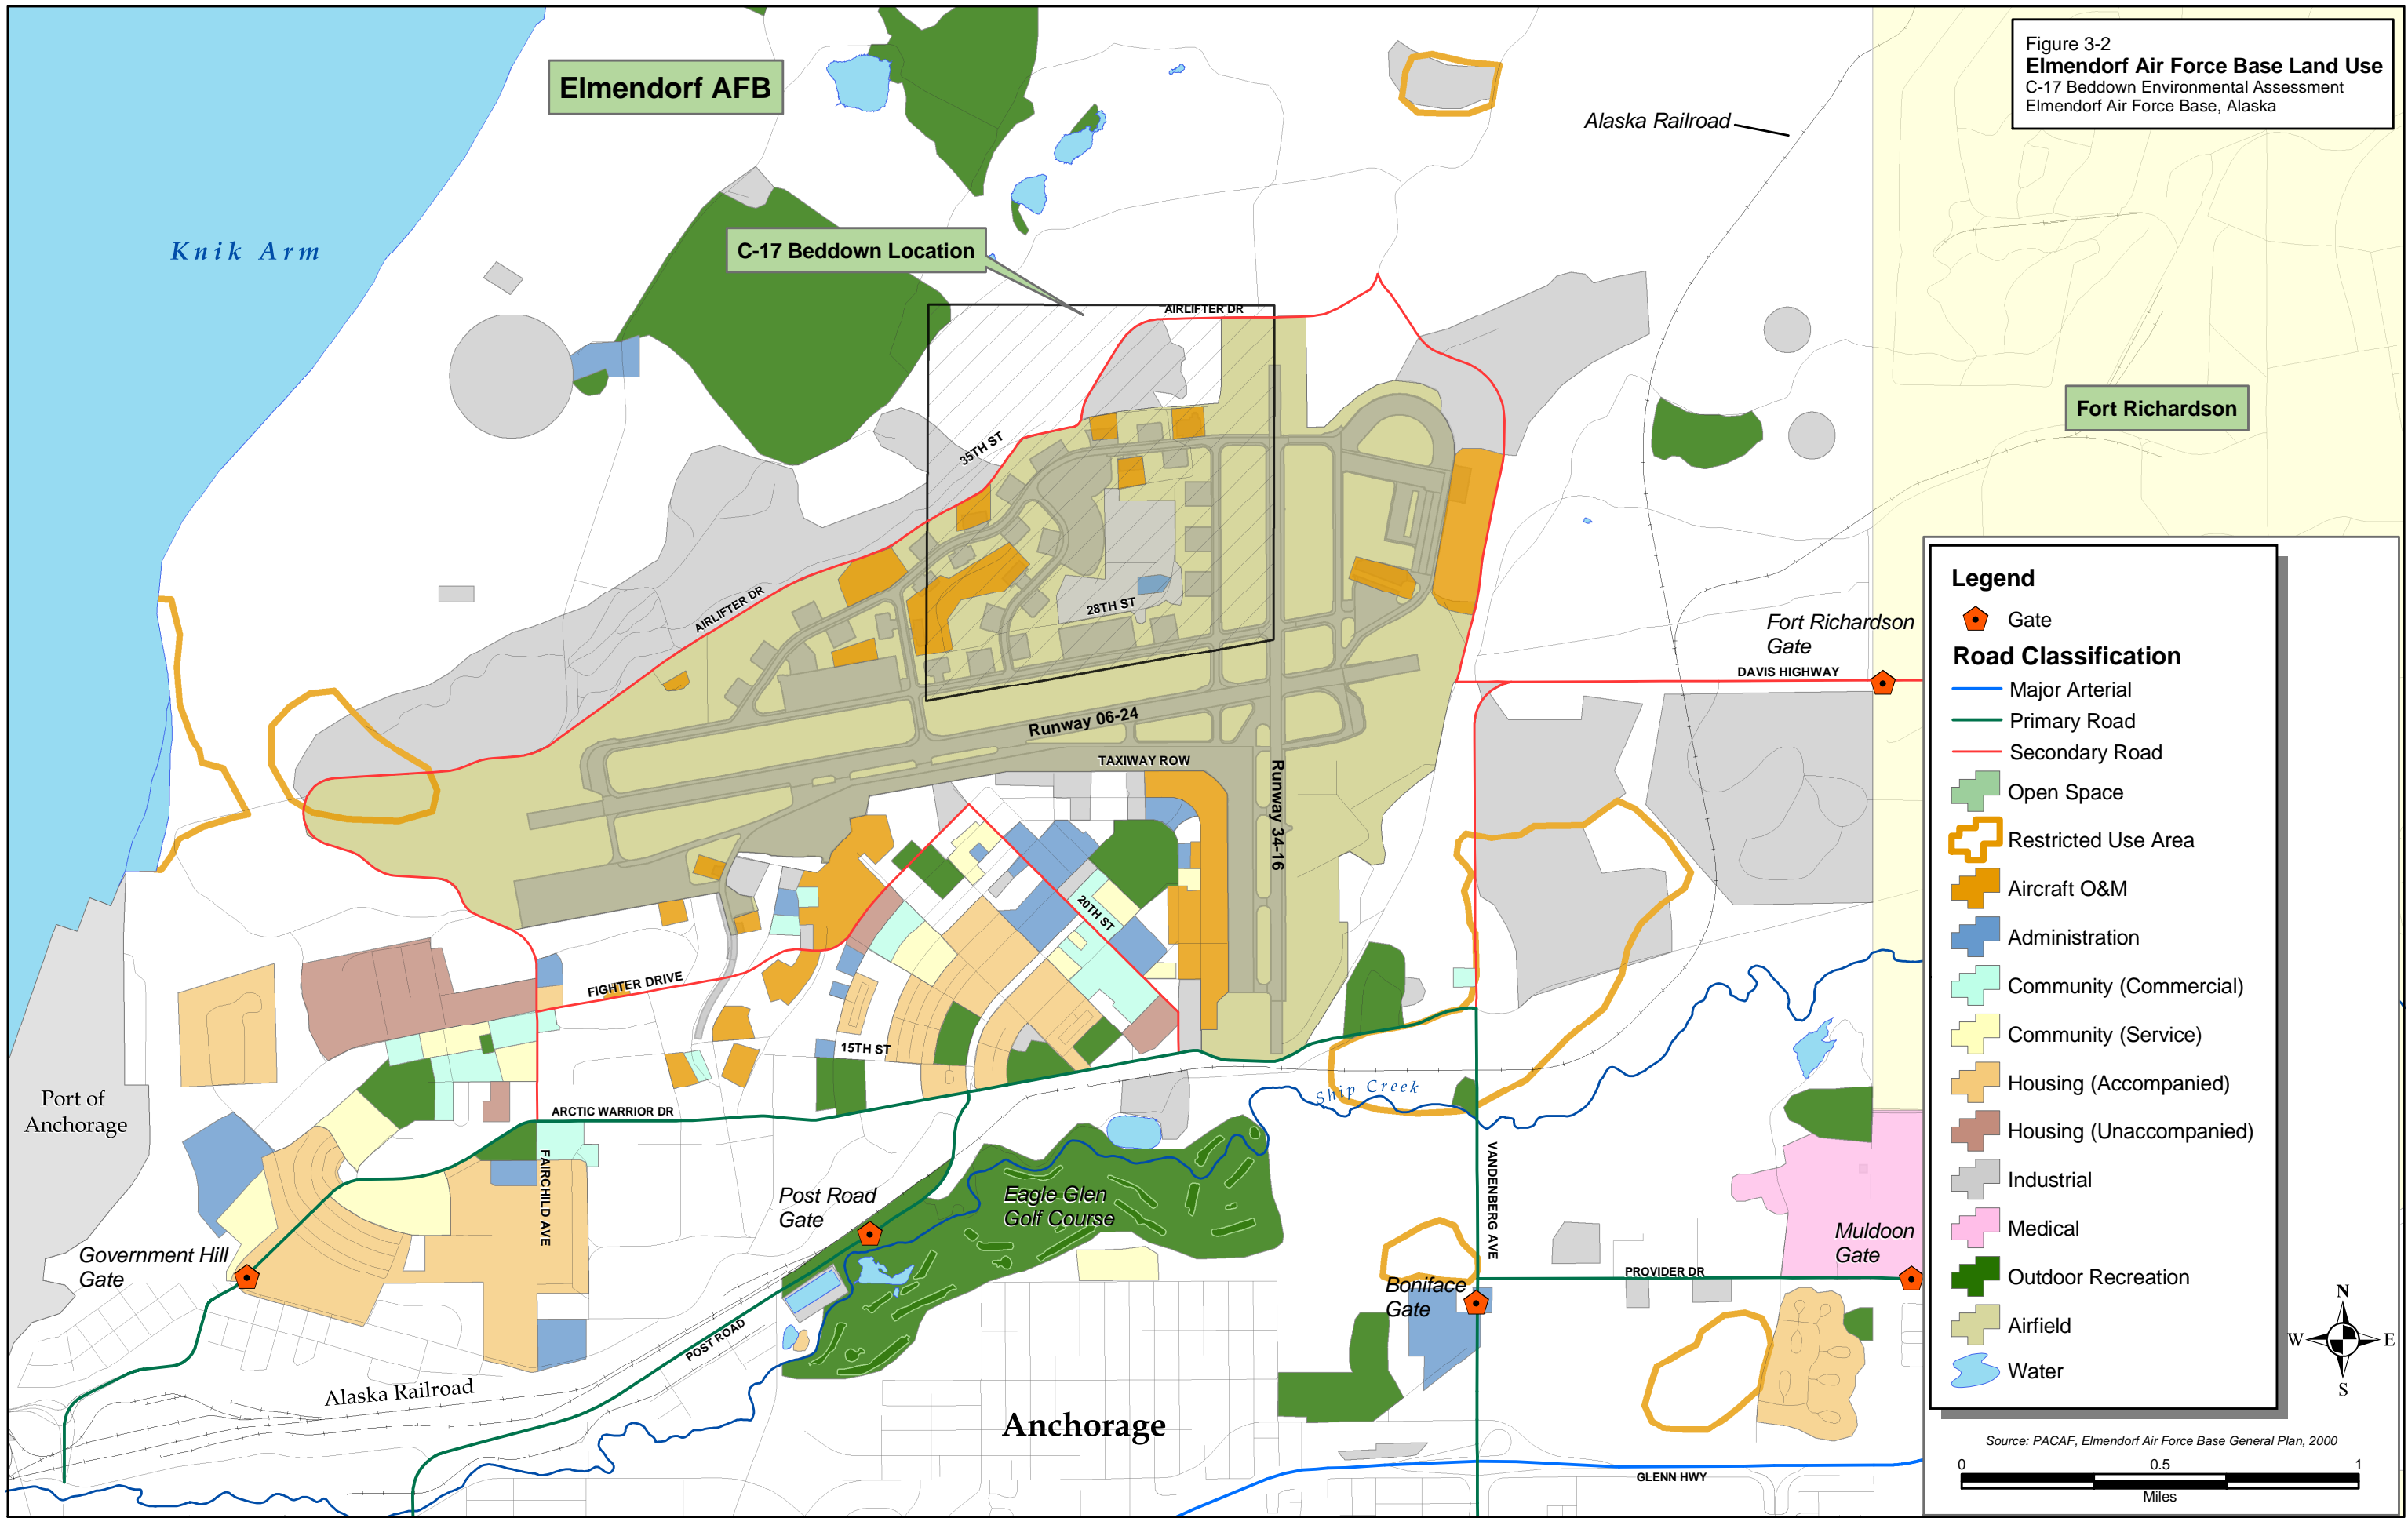 Figure 3-2
Elmendorf Air Force Base Land Use
C-17 Beddown Environmental Assessment
Elmendorf Air Force Base, Alaska
Elmendorf AFB
Alaska Railroad
Knik Arm
C-17 Beddown Location
AIRLIFTER DR
Fort Richardson
35TH ST
28TH ST
AIRLIFTER DR
Fort Richardson
Gate
DAVIS HIGHWAY
Runway 06-24
TAXIWAY ROW
Runway 34-16
20TH ST
FIGHTER DRIVE
15TH ST
Port of
Anchorage
ARCTIC WARRIOR DR
Ship Creek
FAIRCHILD AVE
VANDENBERG AVE
Post Road
Gate
Eagle Glen
Golf Course
Government Hill
Gate
Muldoon
Gate
PROVIDER DR
Boniface
Gate
POST ROAD
Alaska Railroad
Anchorage
GLENN HWY
Legend
Gate
Road Classification
Major Arterial
Primary Road
Secondary Road
Open Space
Restricted Use Area
Aircraft O&M
Administration
Community (Commercial)
Community (Service)
Housing (Accompanied)
Housing (Unaccompanied)
Industrial
Medical
Outdoor Recreation
Airfield
Water
N
W E
S
Source: PACAF, Elmendorf Air Force Base General Plan, 2000
0 0.5 1
Miles